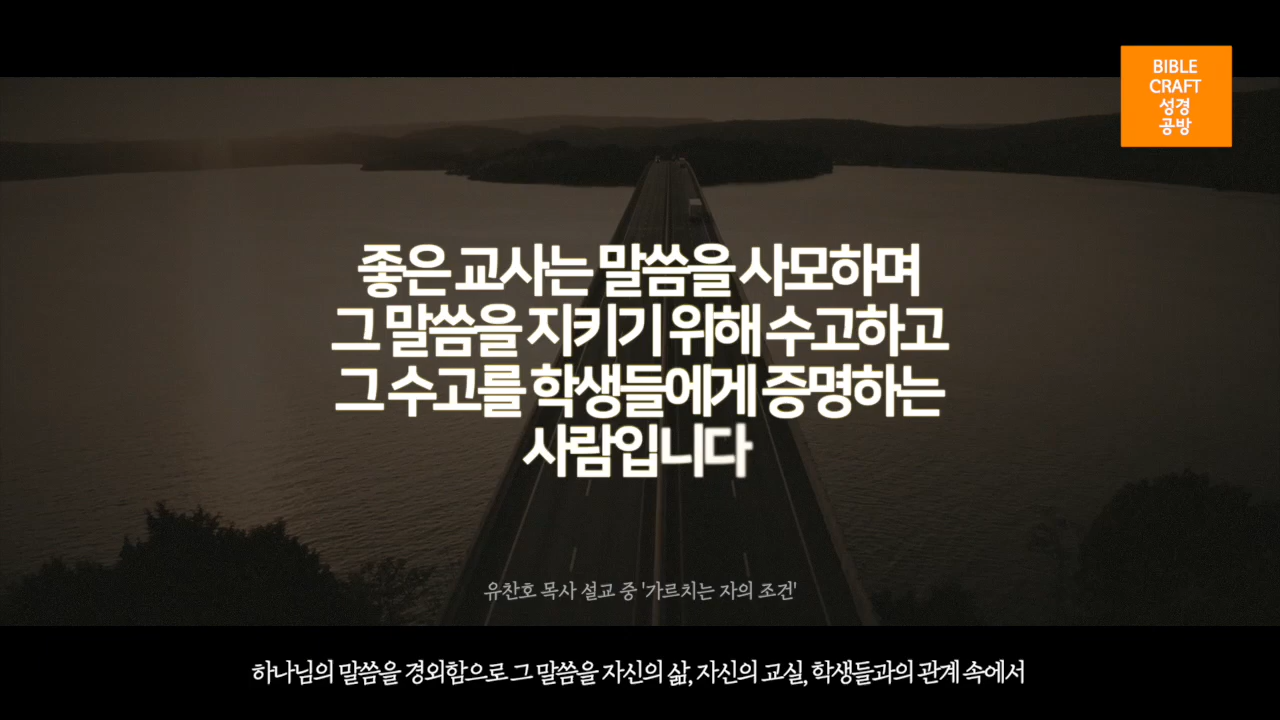 BIBLE
CRAFT
성경
공방
좋은 교사는 말씀을 사모하며
그 말씀을 지키기 위해 수고하고
그 수고를 학생들에게 증명하는
사람입니다
유찬호 목사 설교 중 '가르치는 자의 조건'
하나님의 말씀을 경외함으로 그 말씀을 자신의 삶, 자신의 교실, 학생들과의 관계 속에서